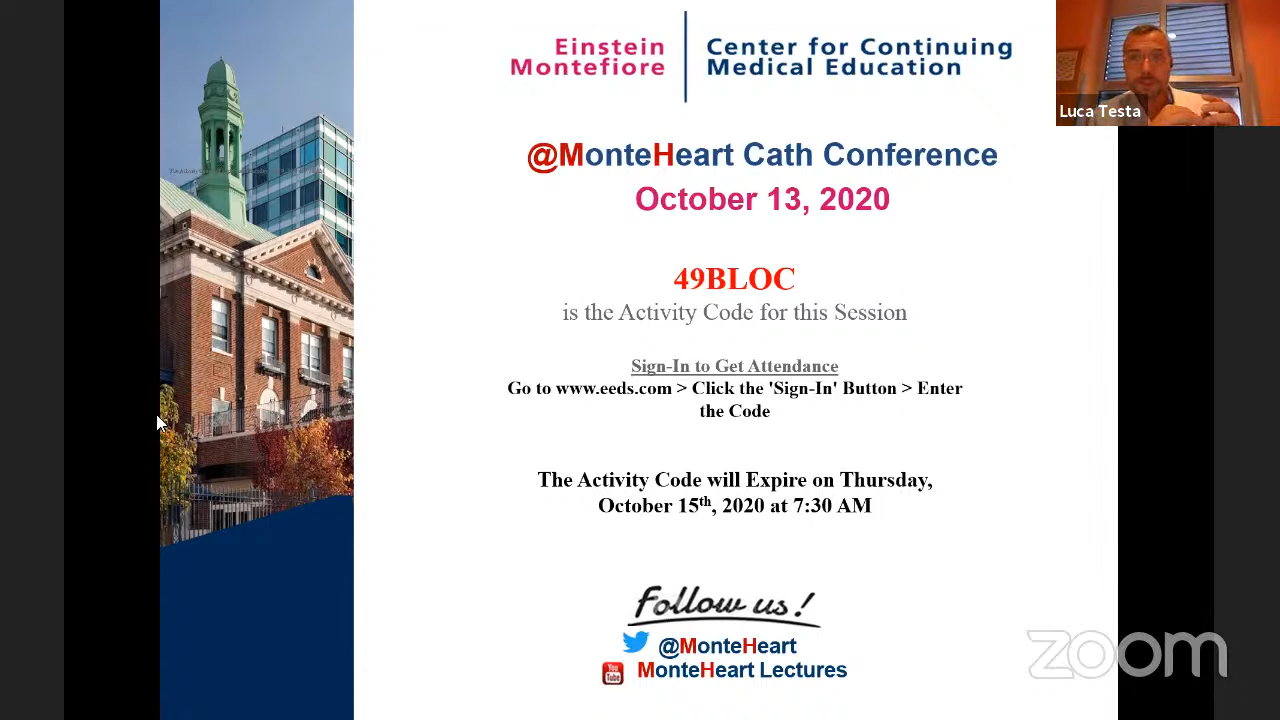 Einstein
Montefiore
Center for Continuing
Medical Education
Luca Testa
@MonteHeart Cath Conference
October 13, 2020
49BLOC
is the Activity Code for this Session
Sign-In to Get Attendance
Go to www.eeds.com > Click the 'Sign-In' Button > Enter
the Code
The Activity Code will Expire on Thursday,
October 15th, 2020 at 7:30 AM
Follow us!
@MonteHeart
You
Tube
MonteHeart Lectures
zoom